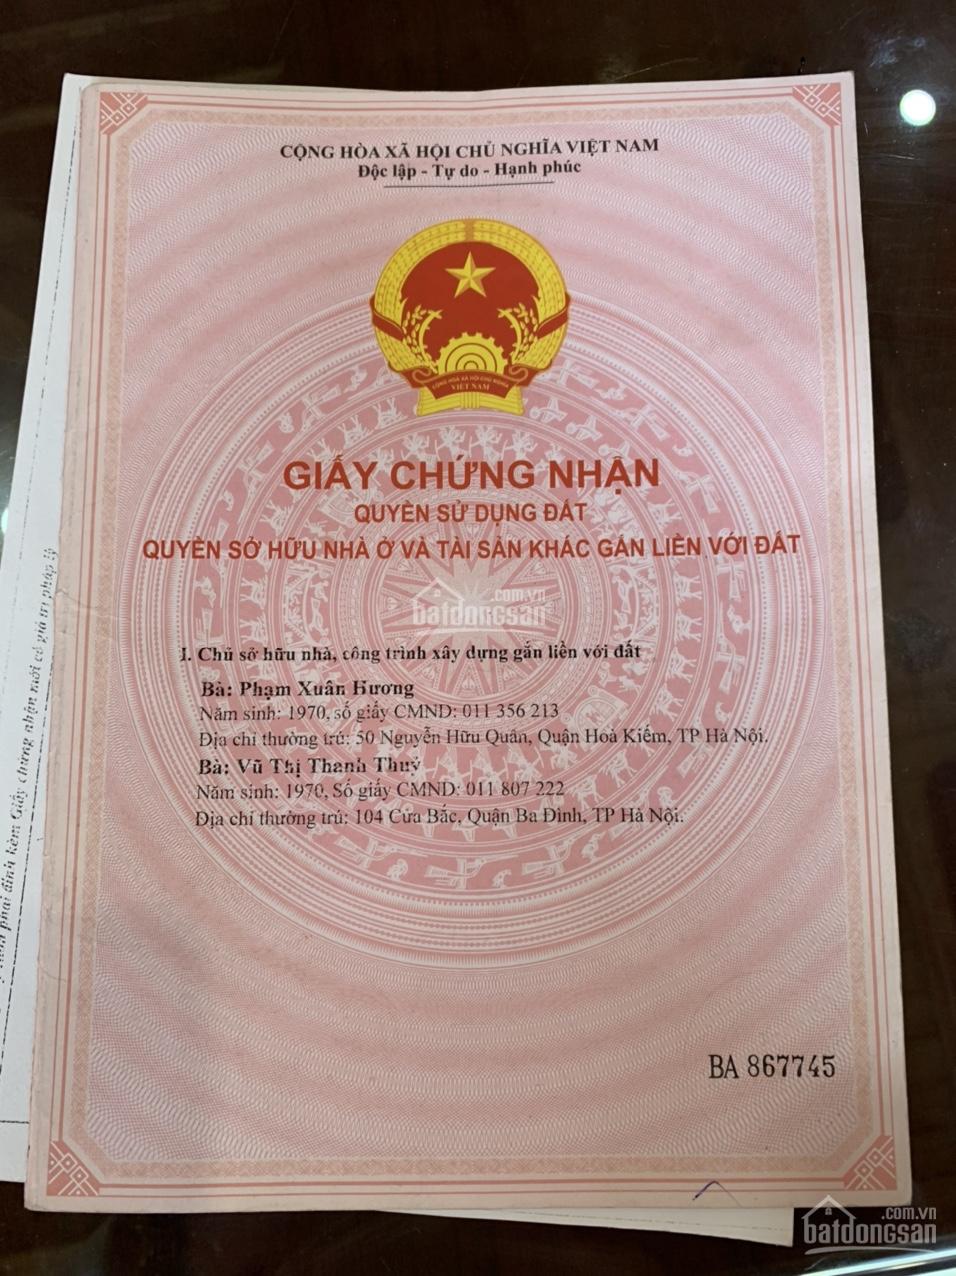 CỘNG HÒA XÃ HỘI CHỦ NGHĨA VIỆT NAM
Độc lập - Tự do - Hạnh phúc
CỘNG HOÀ XÃ HỘI CHỦ NGHĨA
VIỆT NAM
GIẤY CHỨNG NHẬN
QUYỀN SỬ DỤNG ĐẤT
QUYỀN SỞ HỮU NHÀ Ở VÀ TÀI SẢN KHÁC GẮN LIỀN VỚI ĐẤT
.com.vn
batdongsan
I. Chủ sở hữu nhà, công trình xây dựng gắn liền với đất
Bà: Phạm Xuân Hương
Năm sinh: 1970, số giấy CMND: 011 356 213
Địa chỉ thường trú: 50 Nguyễn Hữu Quân, Quận Hoà Kiếm, TP Hà Nội.
Bà: Vũ Thị Thanh Thuỷ
Năm sinh: 1970, Số giấy CMND: 011 807 222
Địa chỉ thường trú: 104 Cửa Bắc, Quận Ba Đình, TP Hà Nội.
BA 867745
phải đính kèm Giấy chứng nhận mới có giá trị pháp lý
.com.vn
batdongsan